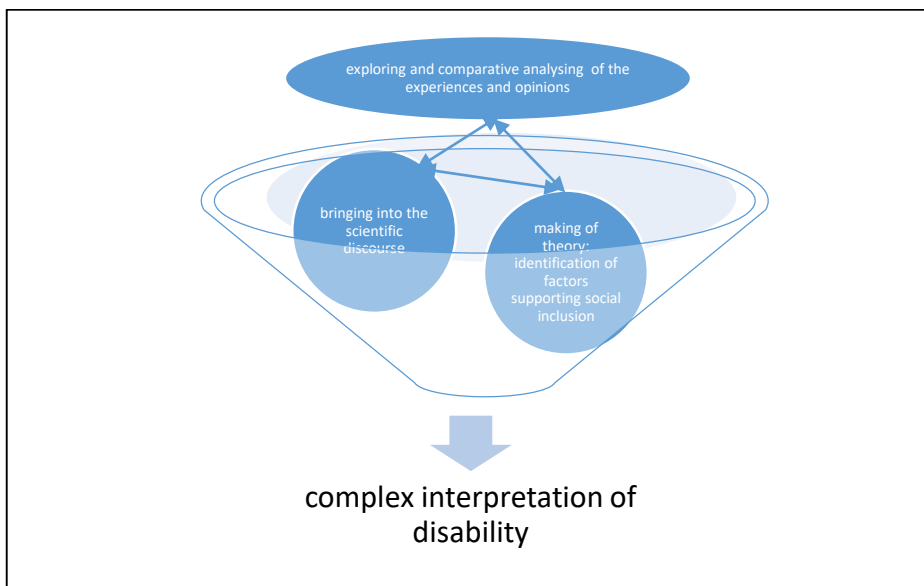 exploring and comparative analysing of the
experiences and opinions
bringing into the
scientific
discourse
making of
theory:
identification of
factors
supporting social
inclusion
complex interpretation of
disability